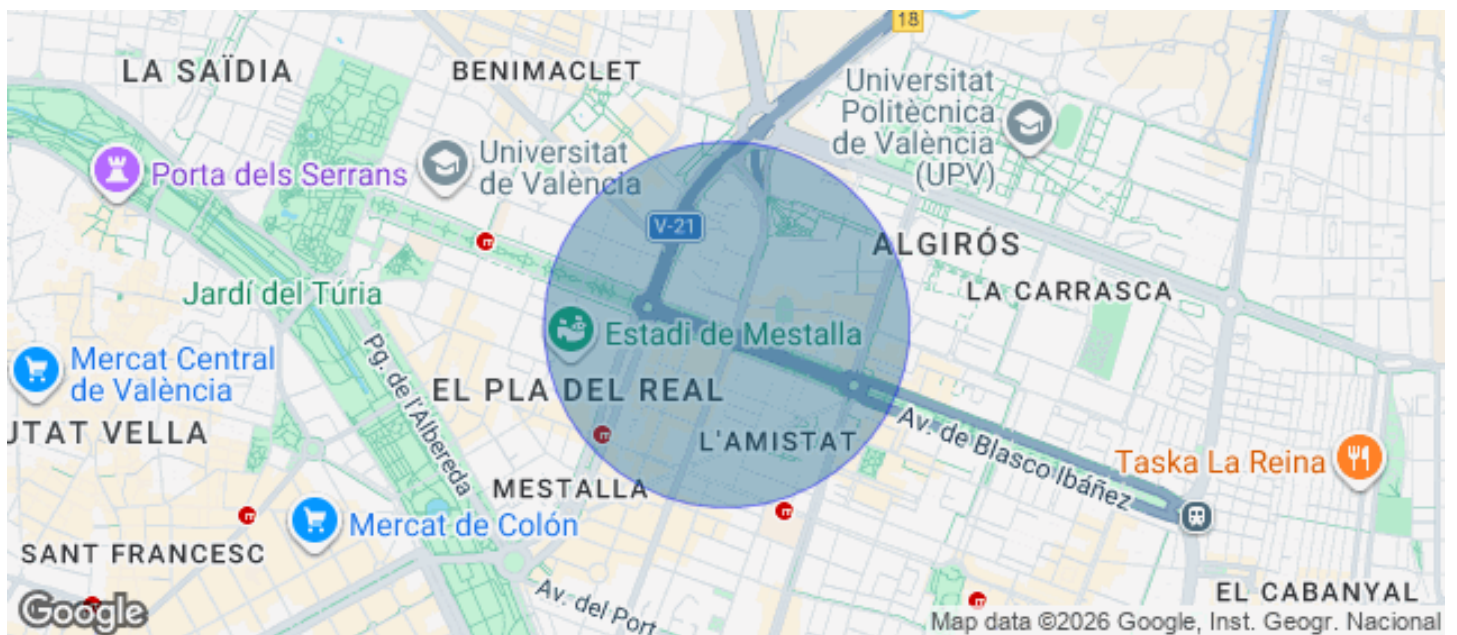 18
LA SAÏDIA
BENIMACLET
Universitat
Politècnica
de València
(UPV)
Universitat
de València
Porta dels Serrans
V-21
ALGIRÓS
LA CARRASCA
Jardí del Túria
Estadi de Mestalla
Mercat Central
de València
Pg. de l'Albereda
EL PLA DEL REAL
UTAT VELLA
L'AMISTAT
Av. de Blasco Ibáñez
Taska La Reina
MESTALLA
Mercat de Colón
SANT FRANCESC
Av. del Port
EL CABANYAL
Google
Map data ©2026 Google, Inst. Geogr. Nacional